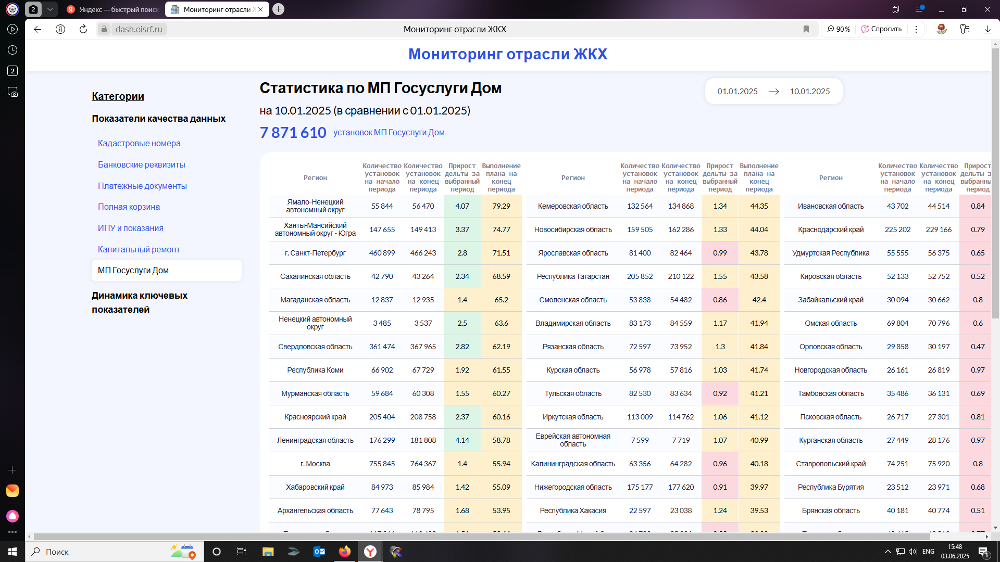 2
Яндекс — быстрый поиск
Мониторинг отрасли Ж
dash.oisrf.ru
Мониторинг отрасли ЖКХ
90 %
Спросить
2
Мониторинг отрасли ЖКХ
Категории
Показатели качества данных
Кадастровые номера
Банковские реквизиты
Платежные документы
Полная корзина
ИПУ и показания
Капитальный ремонт
МП Госуслуги Дом
Динамика ключевых
показателей
Статистика по МП Госуслуги Дом
01.01.2025 → 10.01.2025
на 10.01.2025 (в сравнении с 01.01.2025)
7 871 610 установок МП Госуслуги Дом
Регион Количество установок на начало периода Количество установок на конец периода Прирост дельты за выбранный период Выполнение плана на конец периода
Ямало-Ненецкий автономный округ 55 844 56 470 4.07 79.29
Ханты-Мансийский автономный округ - Югра 147 655 149 413 3.37 74.77
г. Санкт-Петербург 460 899 466 243 2.8 71.51
Сахалинская область 42 790 43 264 2.34 68.59
Магаданская область 12 837 12 935 1.4 65.2
Ненецкий автономный округ 3 485 3 537 2.5 63.6
Свердловская область 361 474 367 965 2.82 62.19
Республика Коми 66 902 67 729 1.92 61.55
Мурманская область 59 684 60 308 1.55 60.27
Красноярский край 205 404 208 758 2.37 60.16
Ленинградская область 176 299 181 808 4.14 58.78
г. Москва 755 845 764 367 1.4 55.94
Хабаровский край 84 973 85 984 1.42 55.09
Архангельская область 77 643 78 795 1.68 53.95
Регион Количество установок на начало периода Количество установок на конец периода Прирост дельты за выбранный период Выполнение плана на конец периода
Кемеровская область 132 564 134 868 1.34 44.35
Новосибирская область 159 505 162 286 1.33 44.04
Ярославская область 81 400 82 464 0.99 43.78
Республика Татарстан 205 852 210 122 1.55 43.58
Смоленская область 53 838 54 482 0.86 42.4
Владимирская область 83 173 84 559 1.17 41.94
Рязанская область 72 597 73 952 1.3 41.84
Курская область 56 978 57 816 1.03 41.74
Тульская область 82 530 83 634 0.92 41.21
Иркутская область 113 009 114 762 1.06 41.12
Еврейская автономная область 7 599 7 719 1.07 40.99
Калининградская область 63 356 64 282 0.96 40.18
Нижегородская область 175 177 177 620 0.91 39.97
Республика Хакасия 22 597 23 038 1.24 39.53
Регион Количество установок на начало периода Количество установок на конец периода Прирост дельты з выбранны период
Ивановская область 43 702 44 514 0.84
Краснодарский край 225 202 229 166 0.79
Удмуртская Республика 55 555 56 375 0.65
Кировская область 52 133 52 752 0.52
Забайкальский край 30 094 30 662 0.8
Омская область 69 804 70 796 0.6
Орловская область 29 858 30 197 0.47
Новгородская область 26 161 26 819 0.97
Тамбовская область 35 486 36 131 0.69
Псковская область 26 717 27 301 0.81
Курганская область 27 449 28 176 0.97
Ставропольский край 74 251 75 920 0.8
Республика Бурятия 23 512 23 971 0.68
Брянская область 40 181 40 774 0.51
Поиск
ENG
15:48
03.06.2025
1